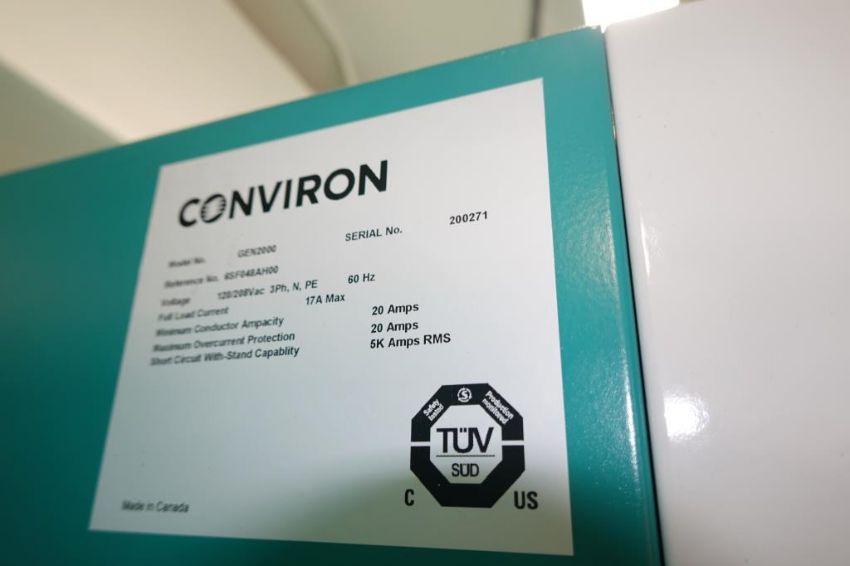 CONVIRON
Model No. GEN2000 SERIAL No. 200271
Reference No. 6SF048AH00
Voltage 120/208Vac 3Ph, N, PE 60 Hz
Full Load Current 17A Max
Minimum Conductor Ampacity 20 Amps
Maximum Overcurrent Protection 20 Amps
Short Circuit With-Stand Capablity 5K Amps RMS
Safety tested
Production monitored
TÜV
SÜD
C US
Made in Canada